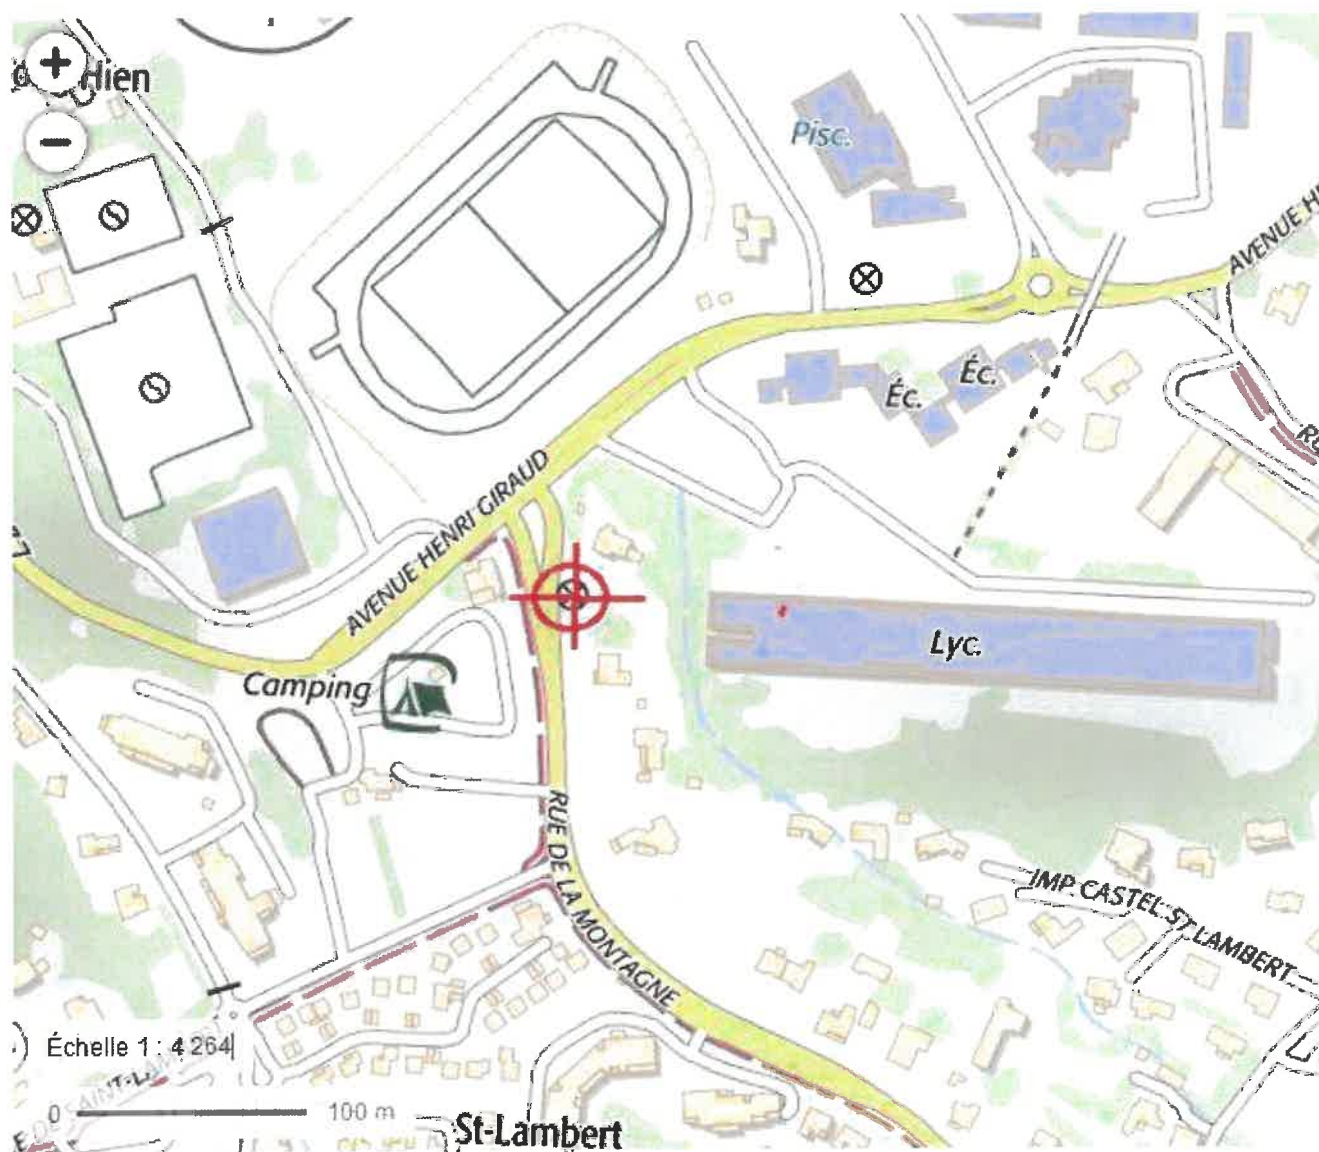 +
Hien
−
Pisc.
AVENUE H
Éc.
Éc.
AVENUE HENRI GIRAUD
Lyc.
Camping
RUE DE LA MONTAGNE
IMP. CASTEL ST LAMBERT
Échelle 1 : 4 264
0 100 m
St-Lambert